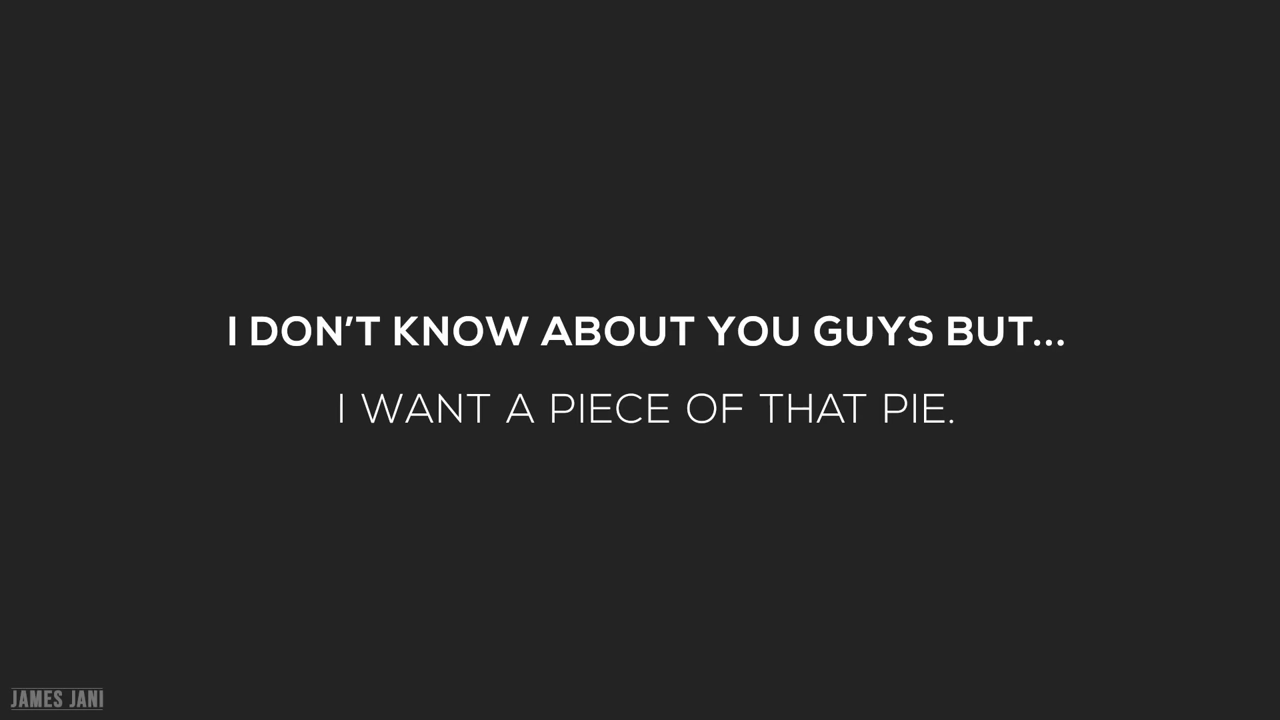 I DON’T KNOW ABOUT YOU GUYS BUT...
I WANT A PIECE OF THAT PIE.
JAMES JANI